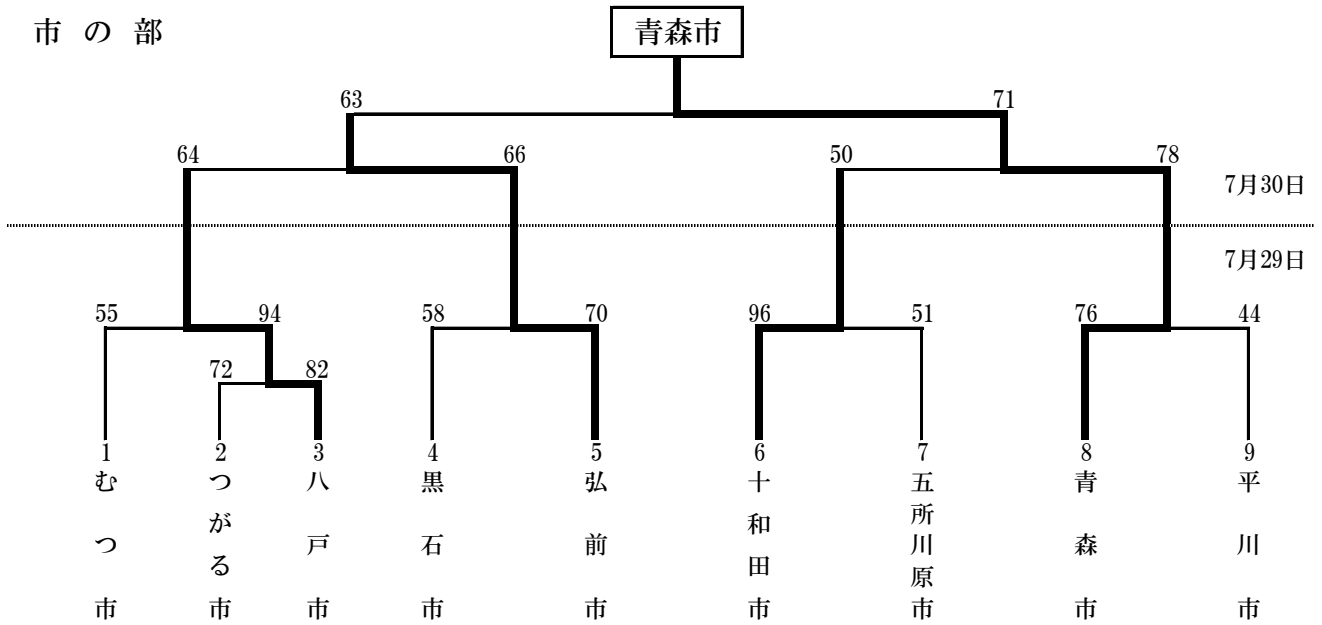 市の部
青森市
63 71
64 66 50 78
7月30日
7月29日
55 94 58 70 96 51 76 44
72 82
1 2 3 4 5 6 7 8 9
むつ市
つがる市
八戸市
黒石市
弘前市
十和田市
五所川原市
青森市
平川市